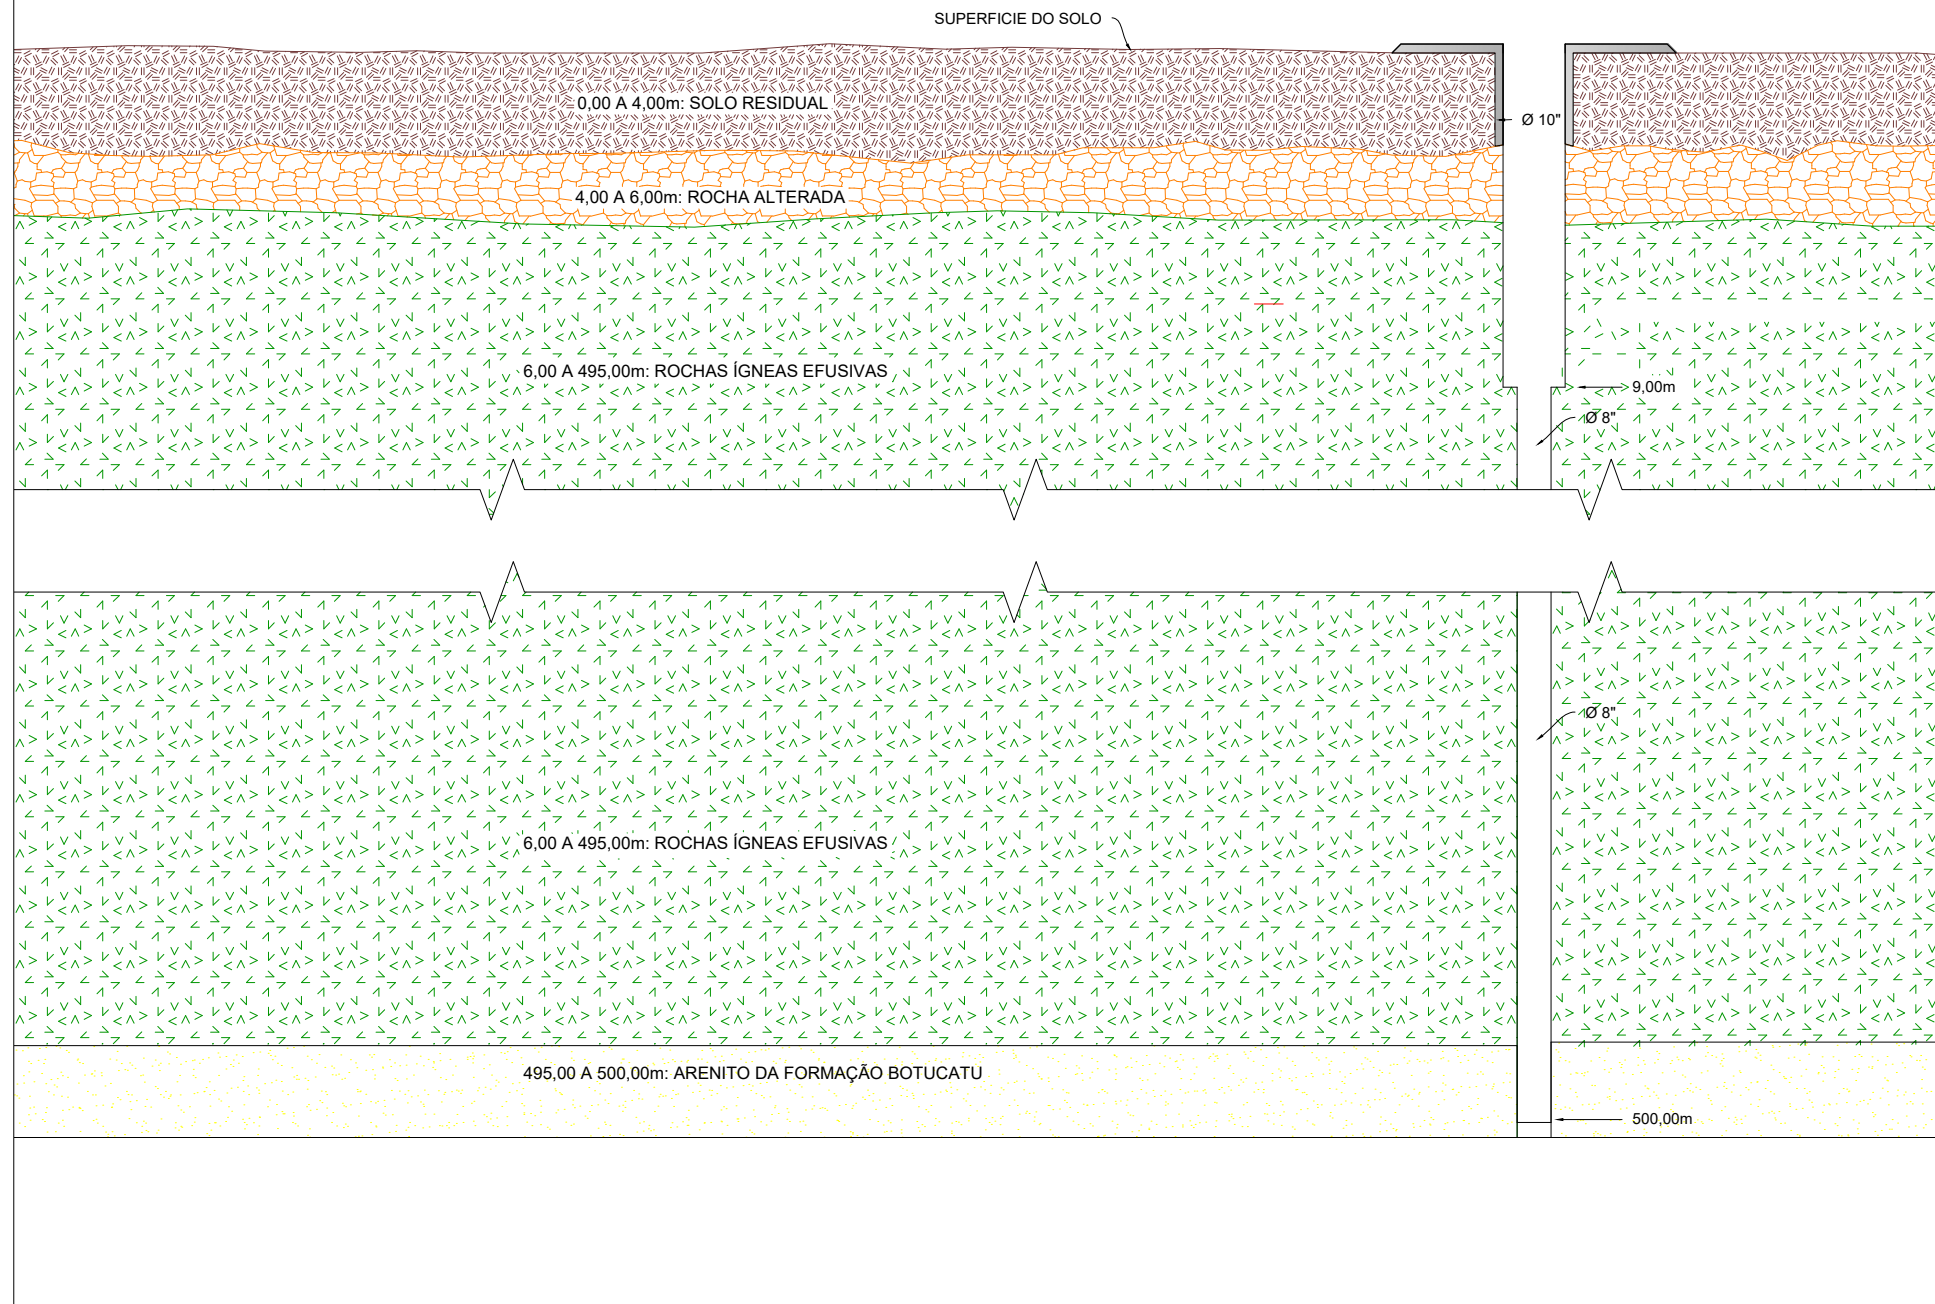 SUPERFICIE DO SOLO
0,00 A 4,00m: SOLO RESIDUAL
Ø 10"
4,00 A 6,00m: ROCHA ALTERADA
6,00 A 495,00m: ROCHAS ÍGNEAS EFUSIVAS
9,00m
Ø 8"
Ø 8"
6,00 A 495,00m: ROCHAS ÍGNEAS EFUSIVAS
495,00 A 500,00m: ARENITO DA FORMAÇÃO BOTUCATU
500,00m